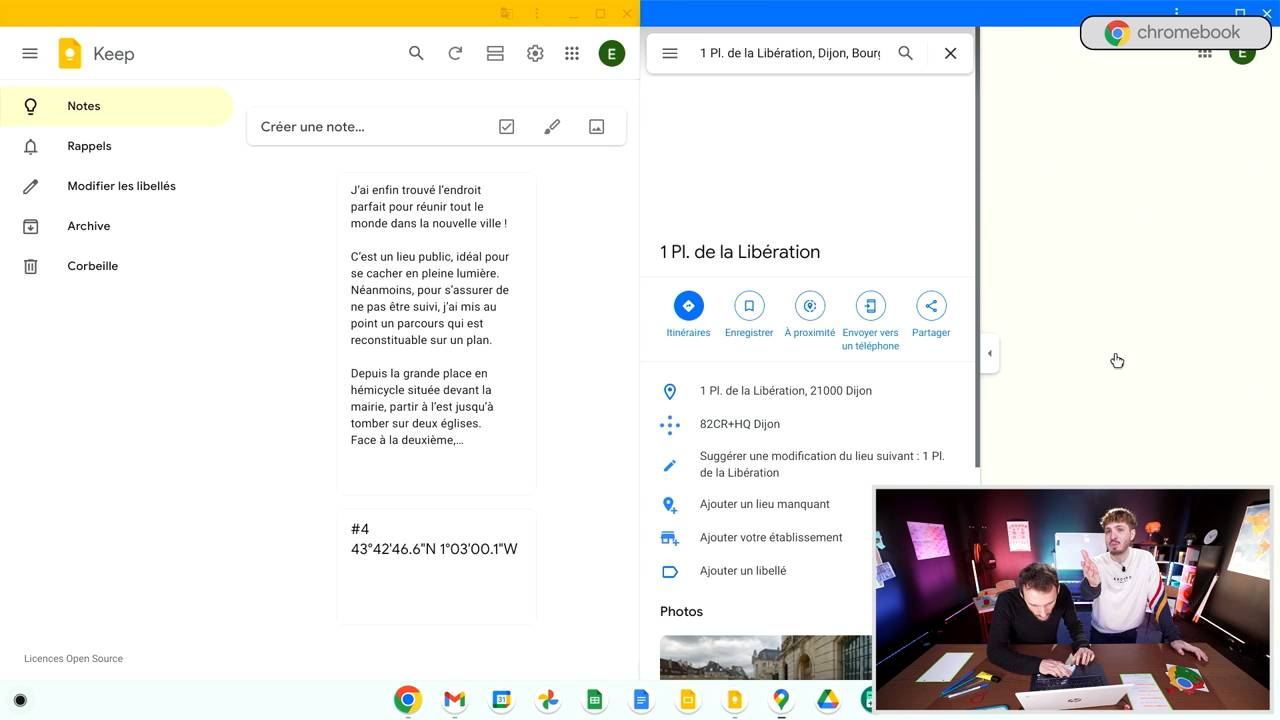 Keep
1 Pl. de la Libération, Dijon, Bourg
chromebook
E
E
Notes
Rappels
Modifier les libellés
Archive
Corbeille
Licences Open Source
Créer une note...
J'ai enfin trouvé l'endroit
parfait pour réunir tout le
monde dans la nouvelle ville !
C'est un lieu public, idéal pour
se cacher en pleine lumière.
Néanmoins, pour s'assurer de
ne pas être suivi, j'ai mis au
point un parcours qui est
reconstituable sur un plan.
Depuis la grande place en
hémicycle située devant la
mairie, partir à l'est jusqu'à
tomber sur deux églises.
Face à la deuxième,…
#4
43°42'46.6"N 1°03'00.1"W
1 Pl. de la Libération
Itinéraires
Enregistrer
À proximité
Envoyer vers
un téléphone
Partager
1 Pl. de la Libération, 21000 Dijon
82CR+HQ Dijon
Suggérer une modification du lieu suivant : 1 Pl.
de la Libération
Ajouter un lieu manquant
Ajouter votre établissement
Ajouter un libellé
Photos
31